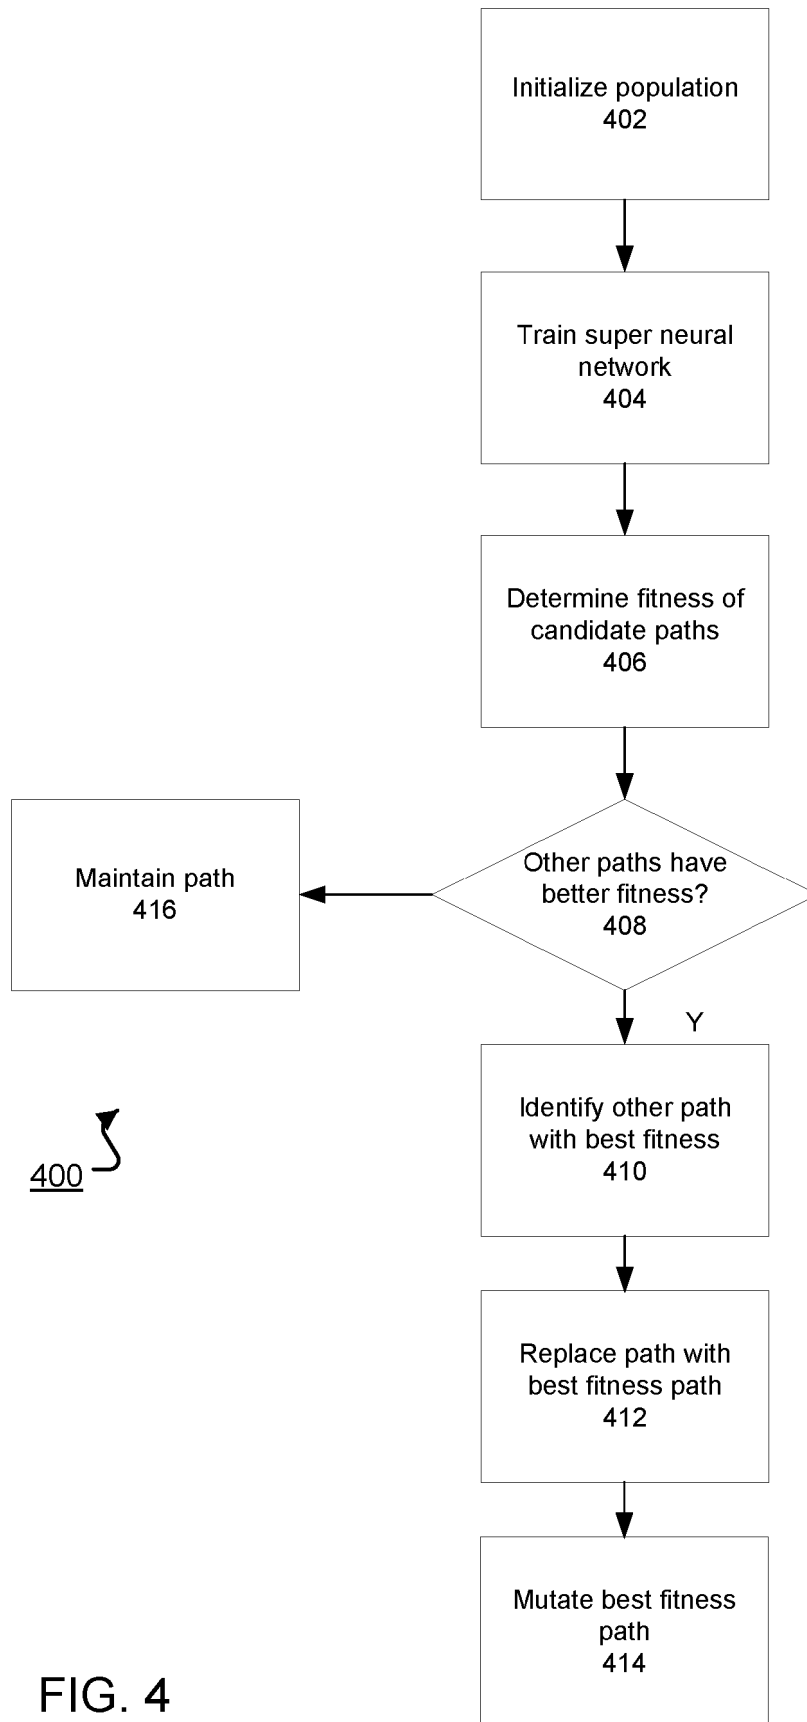 Initialize population
402
Train super neural
network
404
Determine fitness of
candidate paths
406
Other paths have
better fitness?
408
Maintain path
416
Y
Identify other path
with best fitness
410
400
Replace path with
best fitness path
412
Mutate best fitness
path
414
FIG. 4